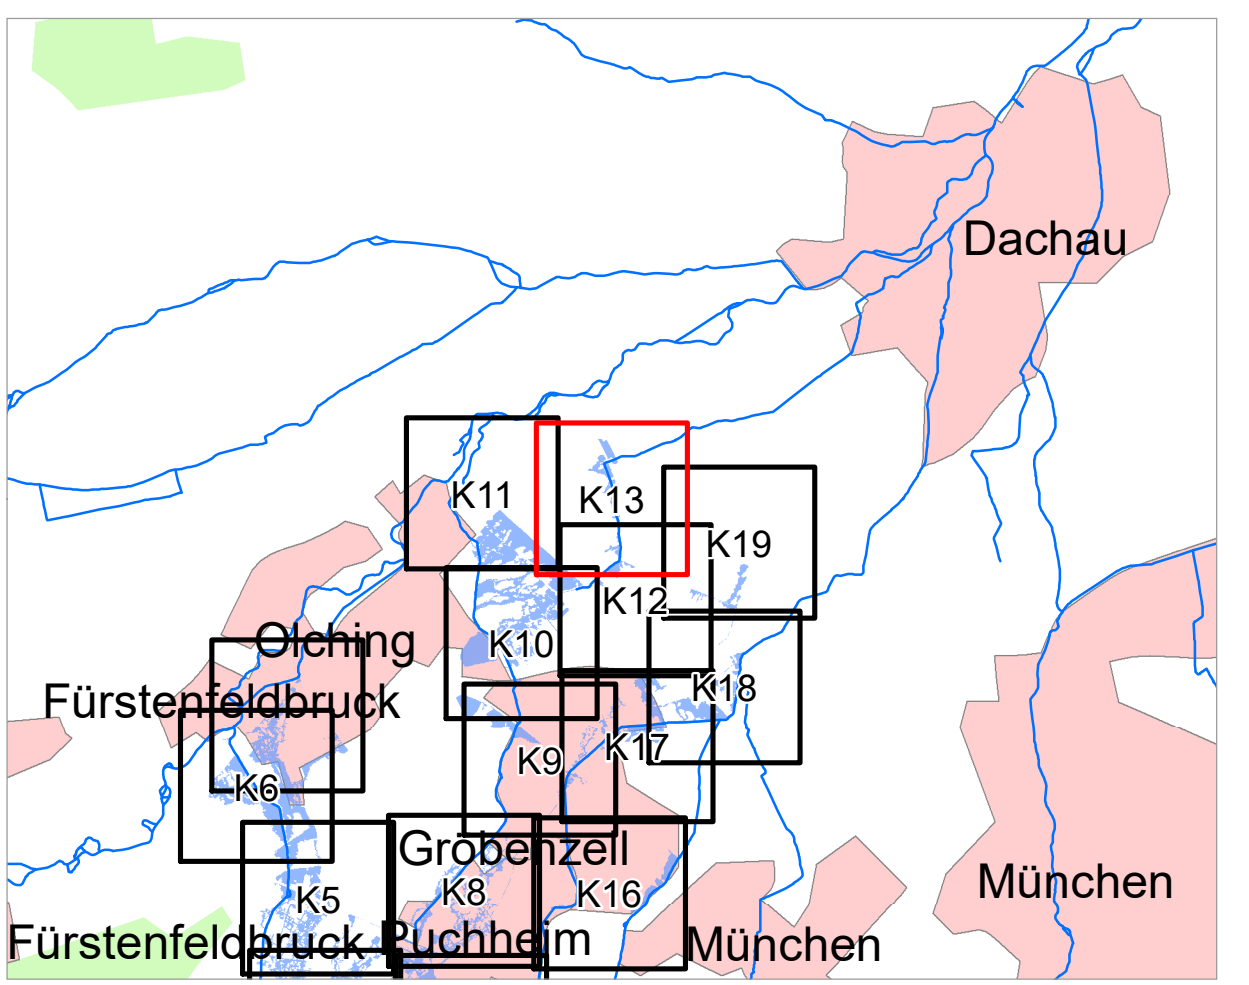 Dachau
K11
K13
K19
K12
Olching
K10
K18
Fürstenfeldbruck
K17
K9
K6
Gröbenzell
München
K8
K16
K5
Fürstenfeldbruck
Puchheim
München